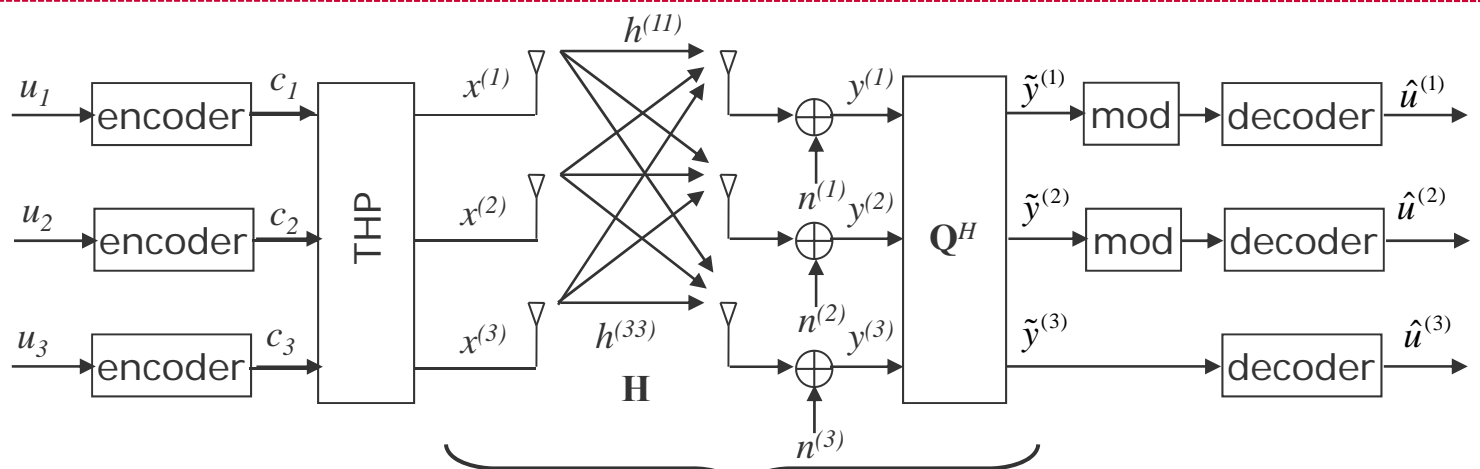 h(11)
u1 encoder c1 x(1) y(1) ỹ(1) mod decoder û(1)
n(1)
u2 encoder c2 THP x(2) y(2) Q^H ỹ(2) mod decoder û(2)
n(2)
u3 encoder c3 x(3) h(33) y(3) ỹ(3) decoder û(3)
H
n(3)